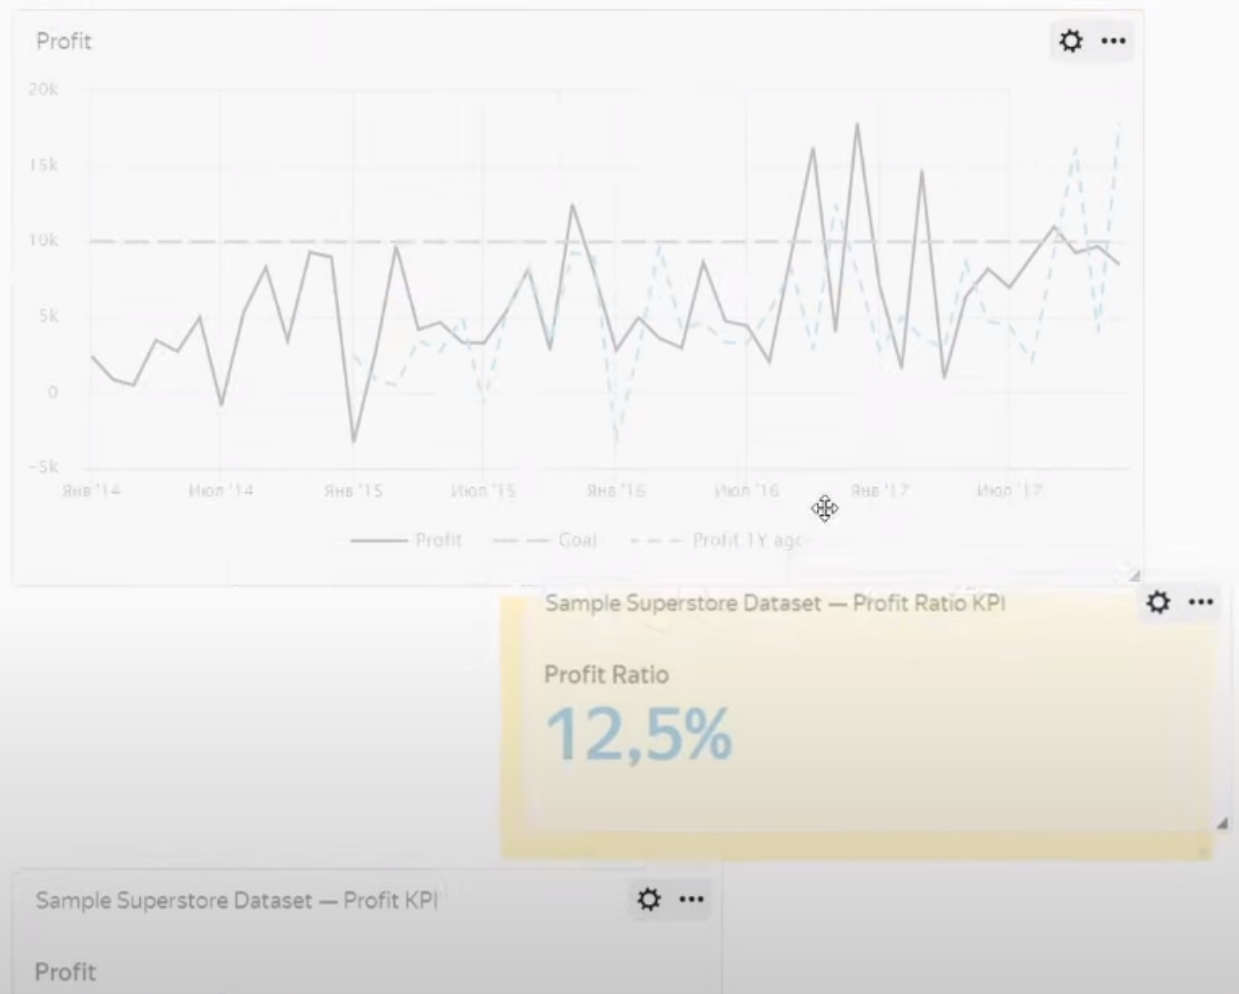 Profit
20k
15k
10k
5k
0
−5k
Янв '14 Июл '14 Янв '15 Июл '15 Янв '16 Июл '16 Янв '17 Июл '17
Profit Goal Profit 1Y ago
Sample Superstore Dataset — Profit Ratio KPI
Profit Ratio
12,5%
Sample Superstore Dataset — Profit KPI
Profit